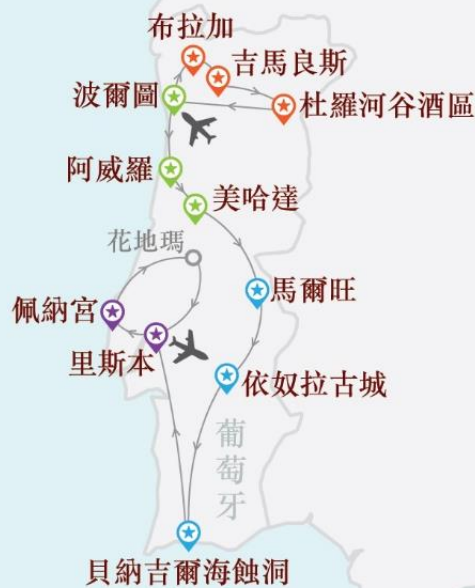 布拉加
吉馬良斯
波爾圖
杜羅河谷酒區
阿威羅
美哈達
花地瑪
馬爾旺
佩納宮
里斯本
依奴拉古城
葡萄牙
貝納吉爾海蝕洞